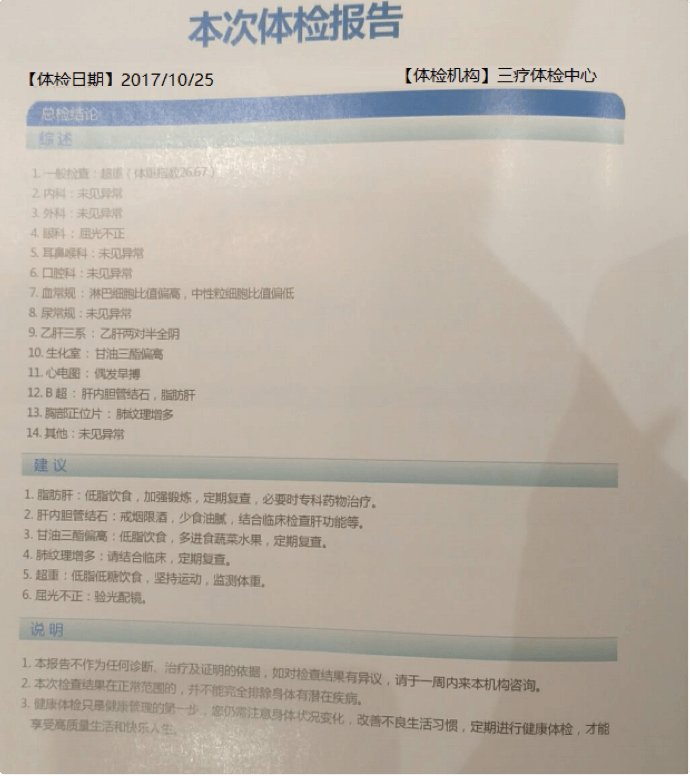 本次体检报告
【体检日期】2017/10/25
【体检机构】三疗体检中心
总检结论
综 述
1. 一般检查：超重（体重指数26.67）
2. 内科：未见异常
3. 外科：未见异常
4. 眼科：屈光不正
5. 耳鼻喉科：未见异常
6. 口腔科：未见异常
7. 血常规：淋巴细胞比值偏高，中性粒细胞比值偏低
8. 尿常规：未见异常
9. 乙肝三系：乙肝两对半全阴
10. 生化室：甘油三酯偏高
11. 心电图：偶发早搏
12. B 超：肝内胆管结石，脂肪肝
13. 胸部正位片：肺纹理增多
14. 其他：未见异常
建 议
1. 脂肪肝：低脂饮食，加强锻炼，定期复查，必要时专科药物治疗。
2. 肝内胆管结石：戒烟限酒，少食油腻，结合临床检查肝功能等。
3. 甘油三酯偏高：低脂饮食，多进食蔬菜水果，定期复查。
4. 肺纹理增多：请结合临床，定期复查。
5. 超重：低脂低糖饮食，坚持运动，监测体重。
6. 屈光不正：验光配镜。
说 明
1. 本报告不作为任何诊断、治疗及证明的依据，如对检查结果有异议，请于一周内来本机构咨询。
2. 本次检查结果在正常范围的，并不能完全排除身体有潜在疾病。
3. 健康体检只是健康管理的第一步，您仍需注意身体状况变化，改善不良生活习惯，定期进行健康体检，才能
享受高质量生活和快乐人生。